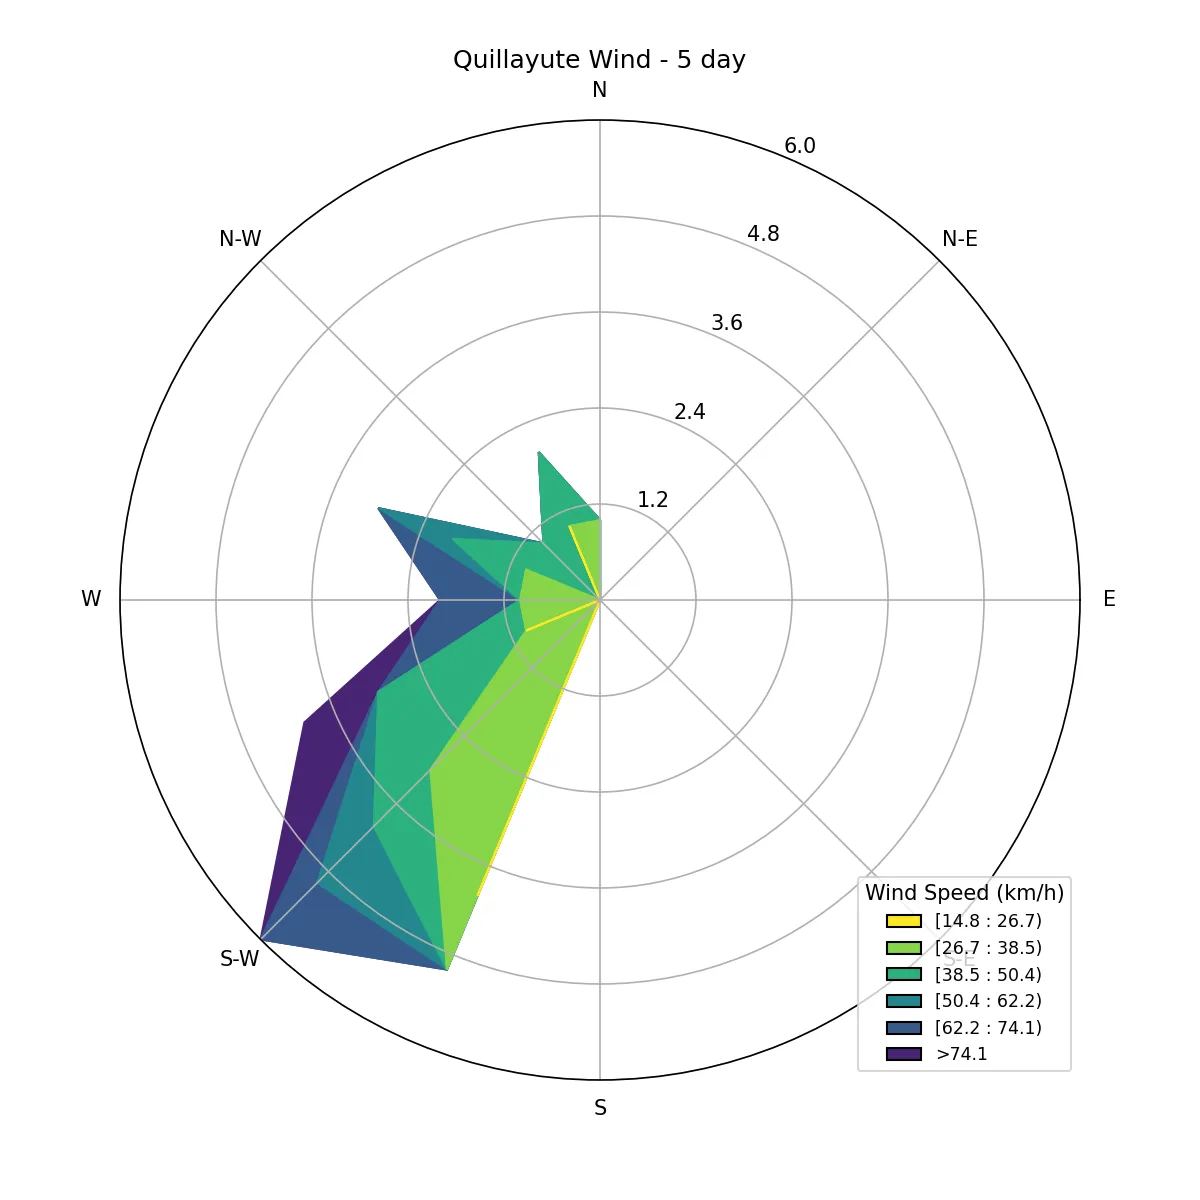 Quillayute Wind - 5 day
N
6.0
4.8
N-W
N-E
3.6
2.4
1.2
W
E
Wind Speed (km/h)
[14.8 : 26.7)
[26.7 : 38.5)
S-W
S-E
[38.5 : 50.4)
[50.4 : 62.2)
[62.2 : 74.1)
>74.1
S